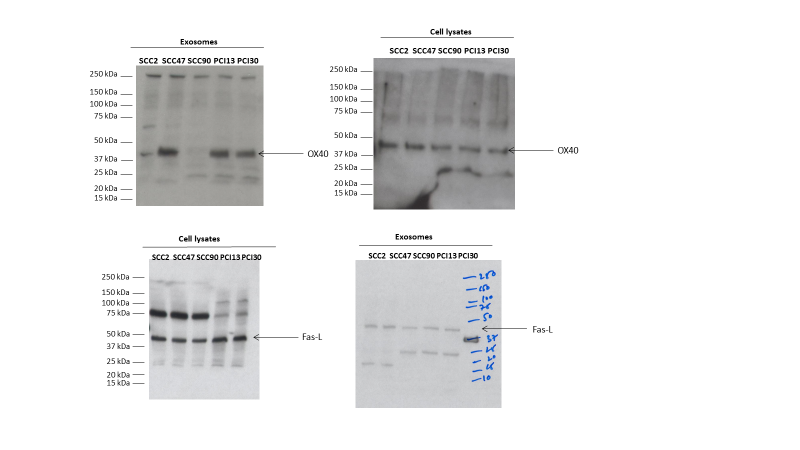 Exosomes
SCC2 SCC47 SCC90 PCI13 PCI30
250 kDa
150 kDa
100 kDa
75 kDa
50 kDa
37 kDa
25 kDa
20 kDa
15 kDa
OX40
Cell lysates
SCC2 SCC47 SCC90 PCI13 PCI30
250 kDa
150 kDa
100 kDa
75 kDa
50 kDa
37 kDa
25 kDa
20 kDa
15 kDa
OX40
Cell lysates
SCC2 SCC47 SCC90 PCI13 PCI30
250 kDa
150 kDa
100 kDa
75 kDa
50 kDa
37 kDa
25 kDa
20 kDa
15 kDa
Fas-L
Exosomes
SCC2 SCC47 SCC90 PCI13 PCI30
250
150
100
75
50
37
25
20
15
10
Fas-L